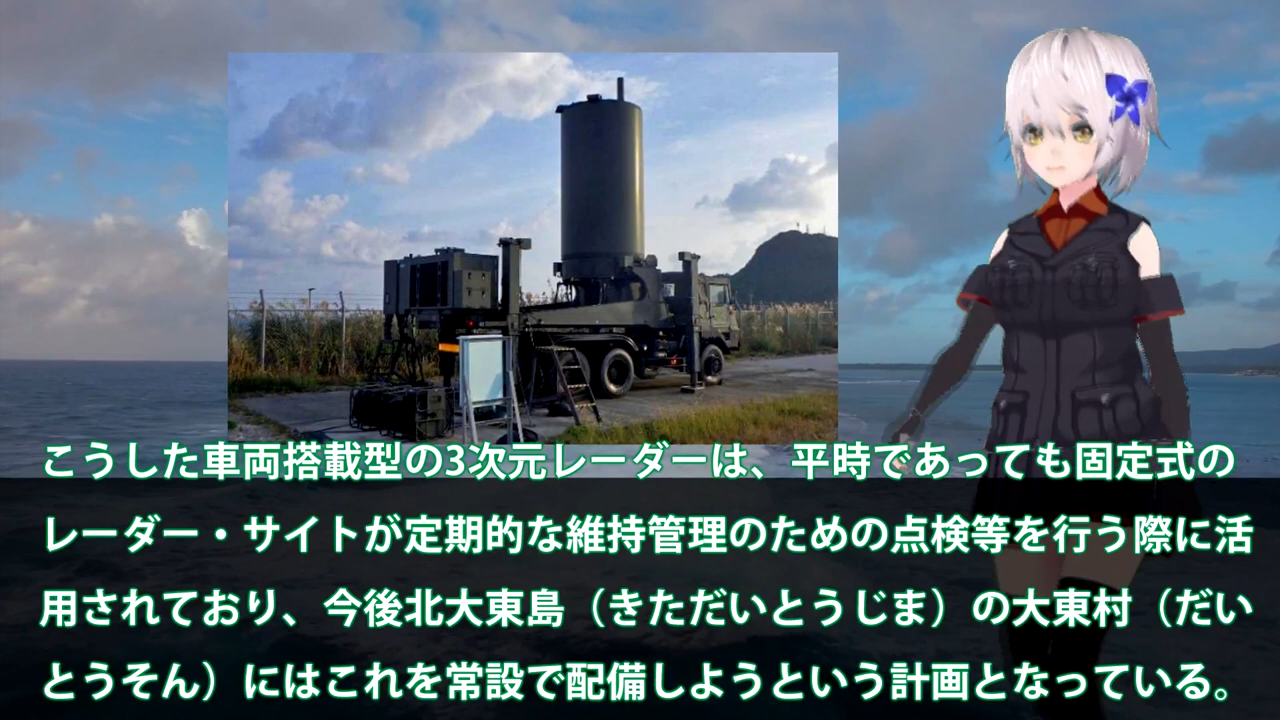 こうした車両搭載型の3次元レーダーは、平時であっても固定式の
レーダー・サイトが定期的な維持管理のための点検等を行う際に活
用されており、今後北大東島（きただいとうじま）の大東村（だい
とうそん）にはこれを常設で配備しようという計画となっている。